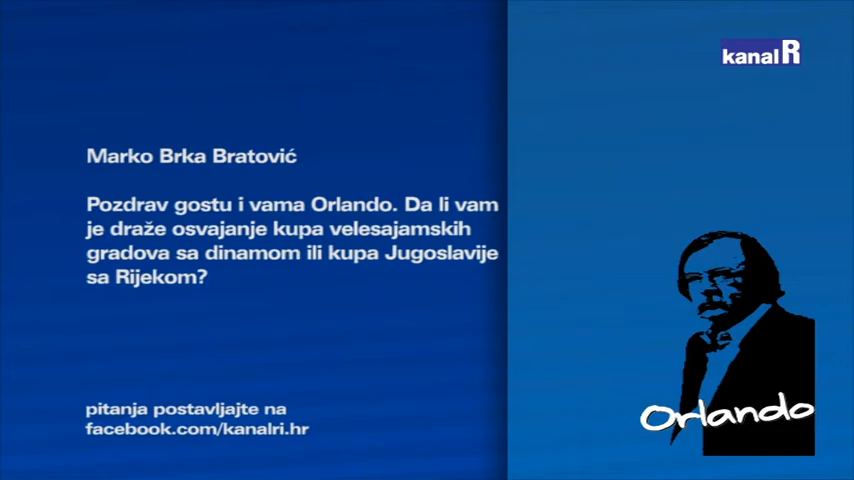 kanalR
Marko Brka Bratović
Pozdrav gostu i vama Orlando. Da li vam
je draže osvajanje kupa velesajamskih
gradova sa dinamom ili kupa Jugoslavije
sa Rijekom?
pitanja postavljajte na
facebook.com/kanalri.hr
Orlando